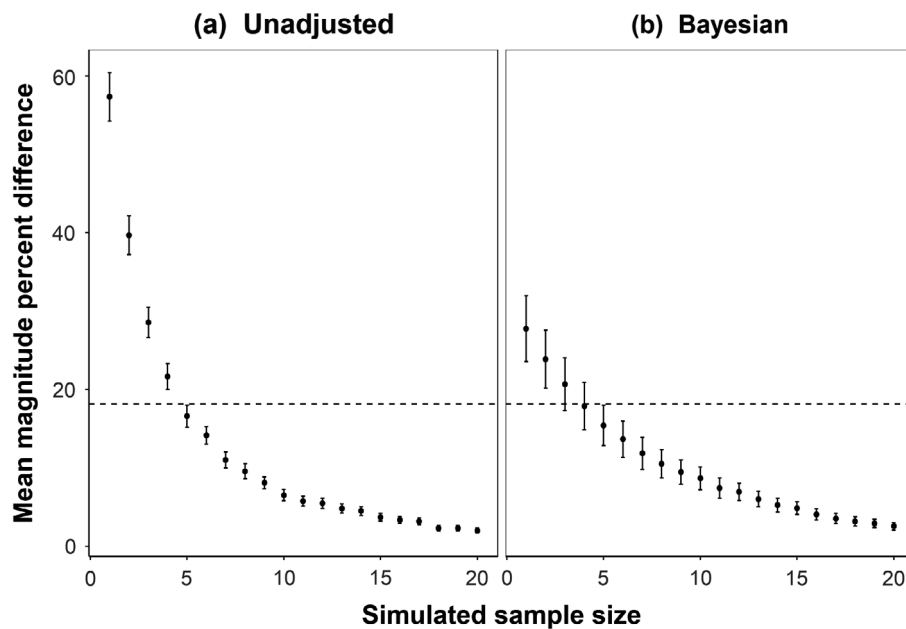 (a) Unadjusted
(b) Bayesian
Mean magnitude percent difference
60
40
20
0
0 5 10 15 20
0 5 10 15 20
Simulated sample size